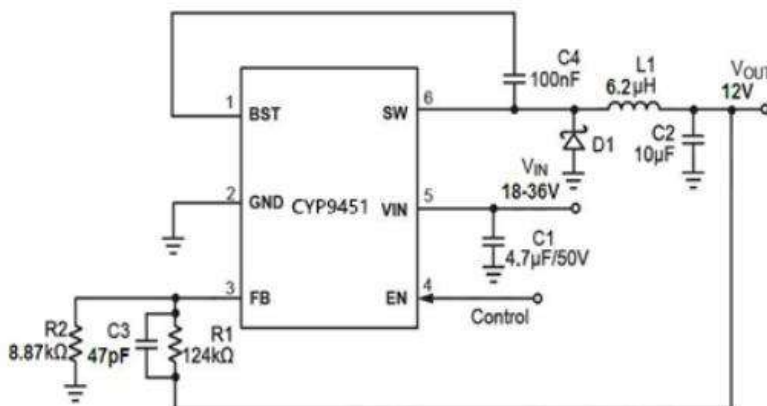 C4
100nF
L1
6.2μH
VOUT
12V
1
BST
SW
6
D1
C2
10μF
VIN
18-36V
2
GND
CYP9451
VIN
5
C1
4.7μF/50V
3
FB
EN
4
Control
R2
8.87kΩ
C3
47pF
R1
124kΩ